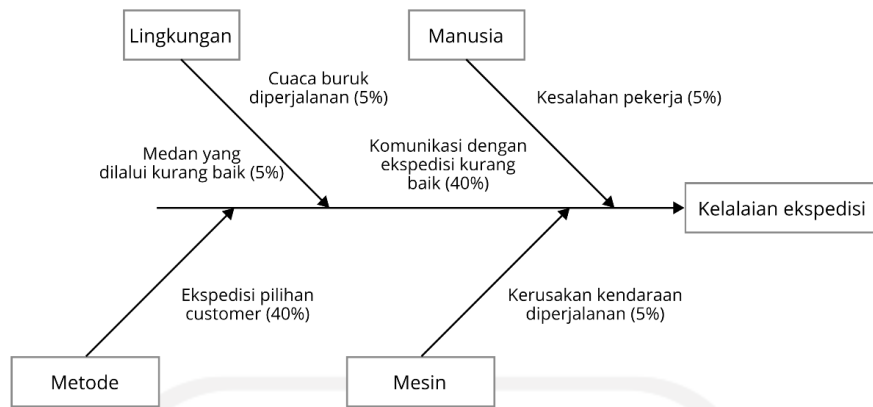 Lingkungan
Manusia
Cuaca buruk
diperjalanan (5%)
Kesalahan pekerja (5%)
Medan yang
dilalui kurang baik (5%)
Komunikasi dengan
ekspedisi kurang
baik (40%)
Kelalaian ekspedisi
Ekspedisi pilihan
customer (40%)
Kerusakan kendaraan
diperjalanan (5%)
Metode
Mesin